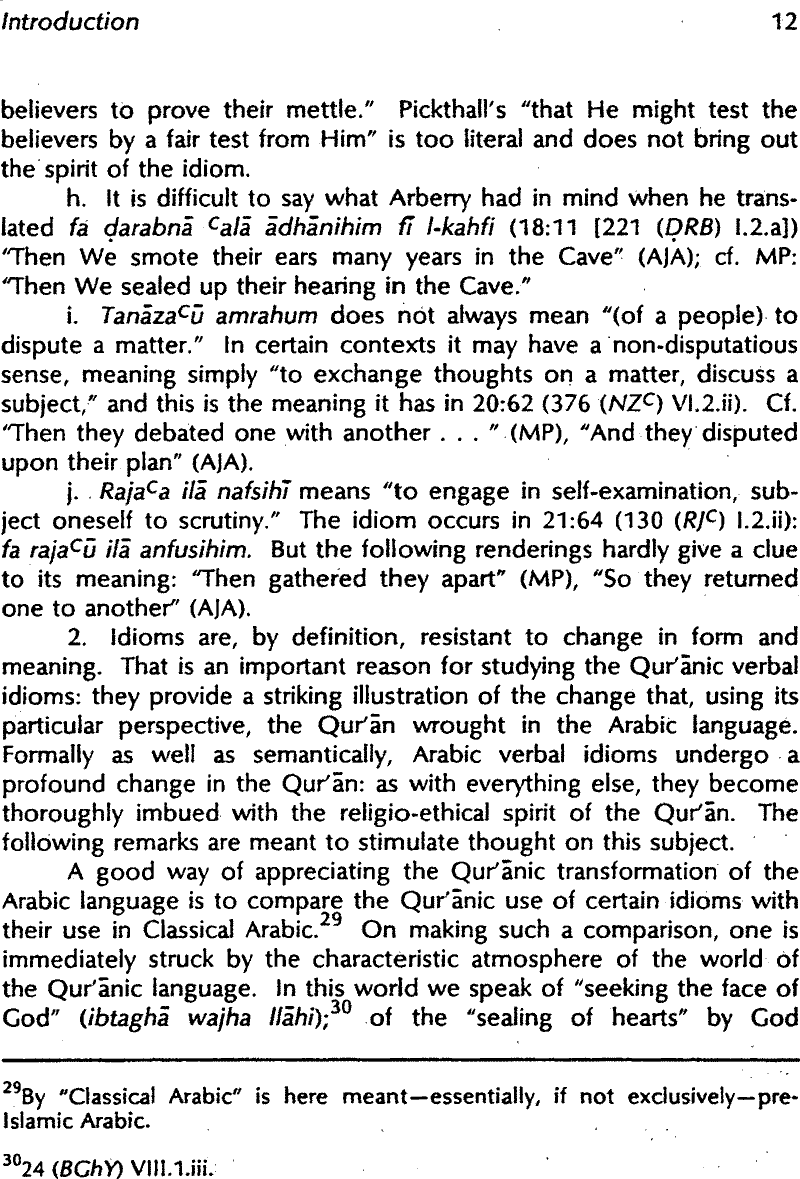 Introduction 12
believers to prove their mettle." Pickthall's "that He might test the
believers by a fair test from Him" is too literal and does not bring out
the spirit of the idiom.
h. It is difficult to say what Arberry had in mind when he trans-
lated fa ḍarabnā ᶜalā ādhānihim fī l-kahfi (18:11 [221 (ḌRB) I.2.a])
"Then We smote their ears many years in the Cave" (AJA); cf. MP:
"Then We sealed up their hearing in the Cave."
i. Tanāzaᶜū amrahum does not always mean "(of a people) to
dispute a matter." In certain contexts it may have a non-disputatious
sense, meaning simply "to exchange thoughts on a matter, discuss a
subject," and this is the meaning it has in 20:62 (376 (NZᶜ) VI.2.ii). Cf.
"Then they debated one with another . . . " (MP), "And they disputed
upon their plan" (AJA).
j. Rajaᶜa ilā nafsihī means "to engage in self-examination, sub-
ject oneself to scrutiny." The idiom occurs in 21:64 (130 (RJᶜ) I.2.ii):
fa rajaᶜū ilā anfusihim. But the following renderings hardly give a clue
to its meaning: "Then gathered they apart" (MP), "So they returned
one to another" (AJA).
2. Idioms are, by definition, resistant to change in form and
meaning. That is an important reason for studying the Qur'ānic verbal
idioms: they provide a striking illustration of the change that, using its
particular perspective, the Qur'ān wrought in the Arabic language.
Formally as well as semantically, Arabic verbal idioms undergo a
profound change in the Qur'ān: as with everything else, they become
thoroughly imbued with the religio-ethical spirit of the Qur'ān. The
following remarks are meant to stimulate thought on this subject.
A good way of appreciating the Qur'ānic transformation of the
Arabic language is to compare the Qur'ānic use of certain idioms with
their use in Classical Arabic.²⁹ On making such a comparison, one is
immediately struck by the characteristic atmosphere of the world of
the Qur'ānic language. In this world we speak of "seeking the face of
God" (ibtaghā wajha llāhi);³⁰ of the "sealing of hearts" by God
²⁹By "Classical Arabic" is here meant—essentially, if not exclusively—pre-
Islamic Arabic.
³⁰24 (BGhY) VIII.1.iii.